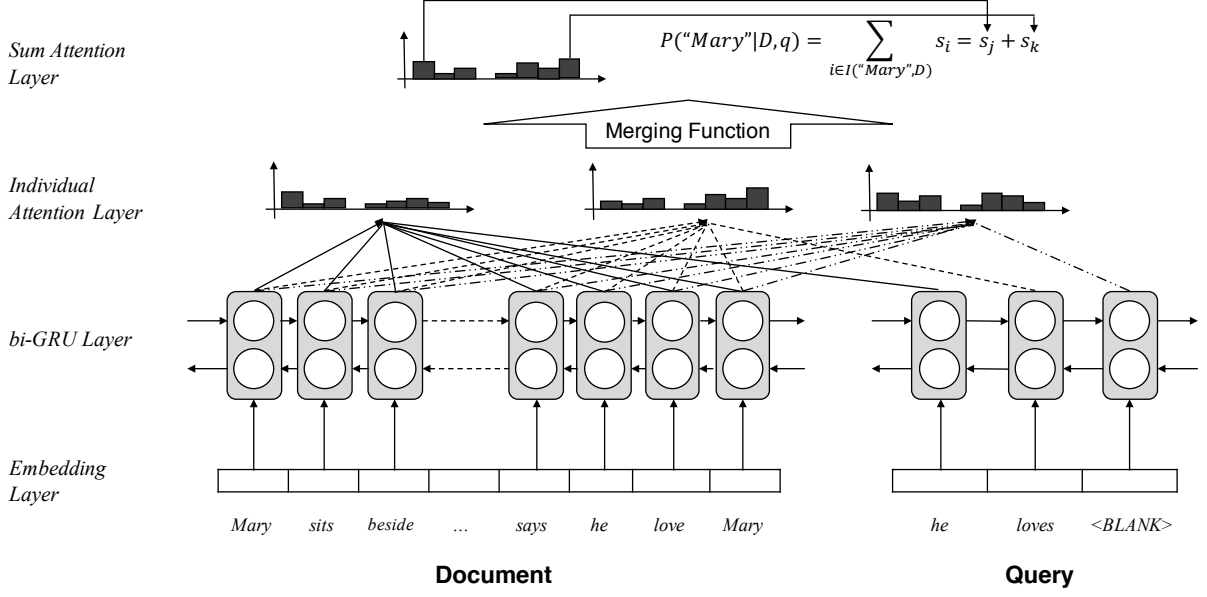 Sum Attention
Layer
P(“Mary”|D,q) = ∑ s_i = s_j + s_k
i∈I(“Mary”,D)
Merging Function
Individual
Attention Layer
bi-GRU Layer
Embedding
Layer
Mary sits beside … says he love Mary he loves <BLANK>
Document Query